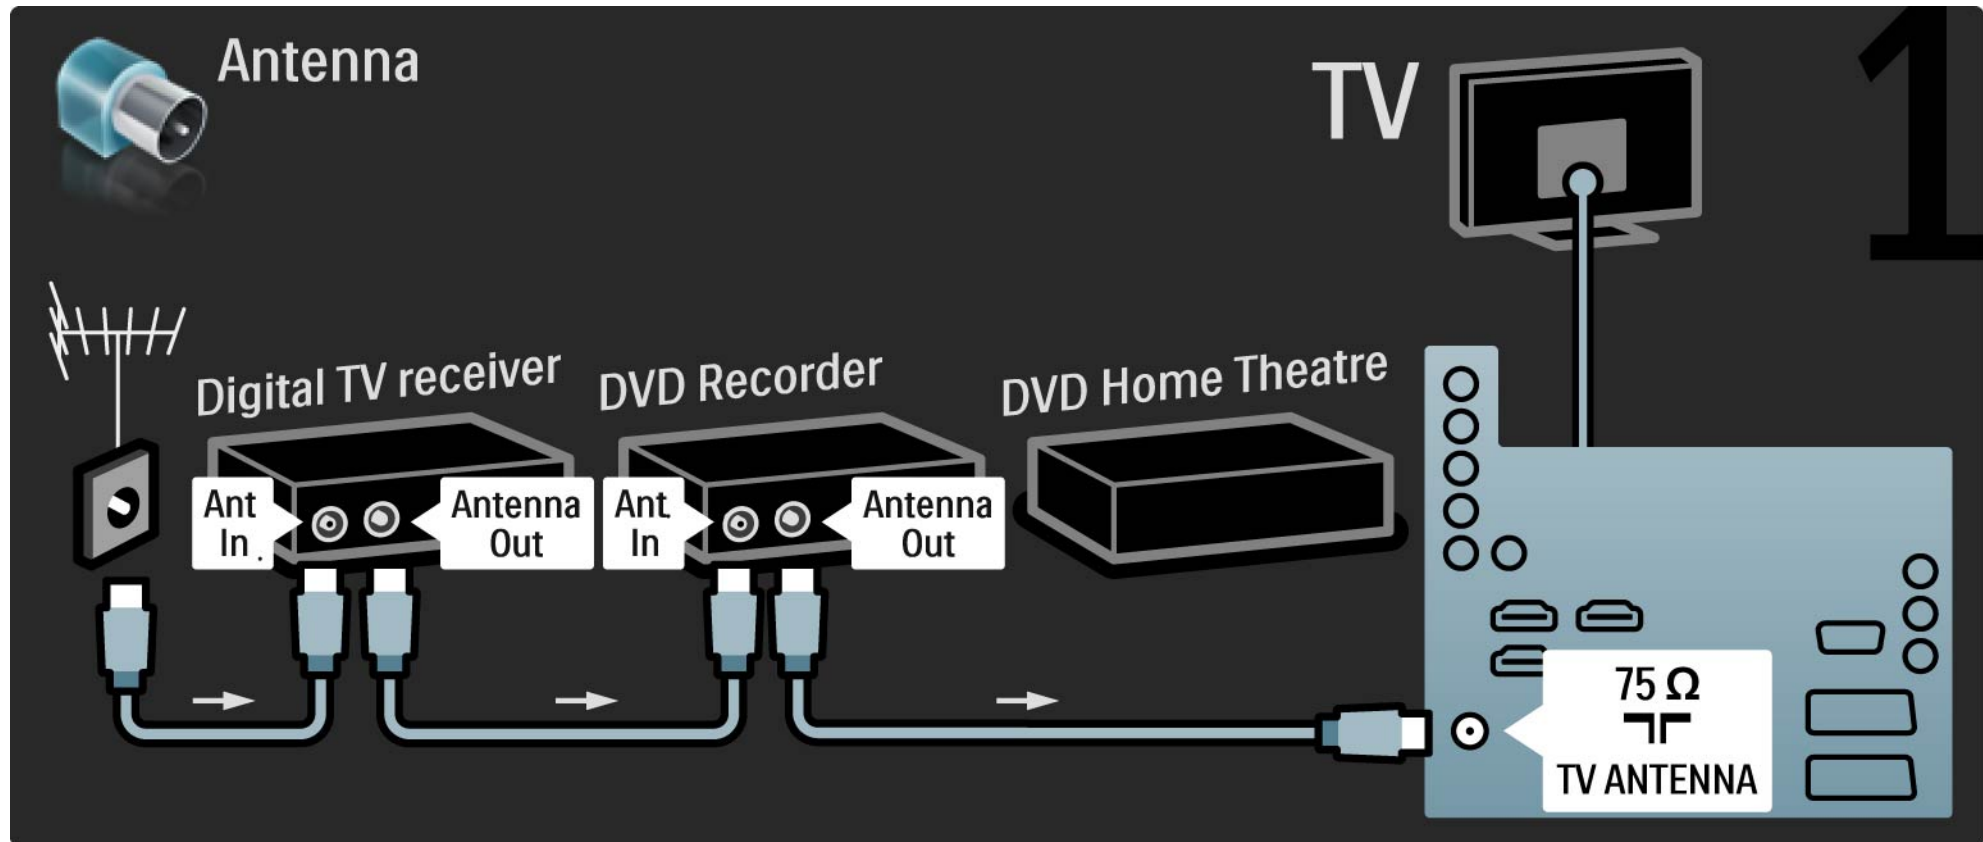 Antenna
TV
1
Digital TV receiver
DVD Recorder
DVD Home Theatre
Ant
In .
Antenna
Out
Ant.
In
Antenna
Out
75 Ω
TV ANTENNA